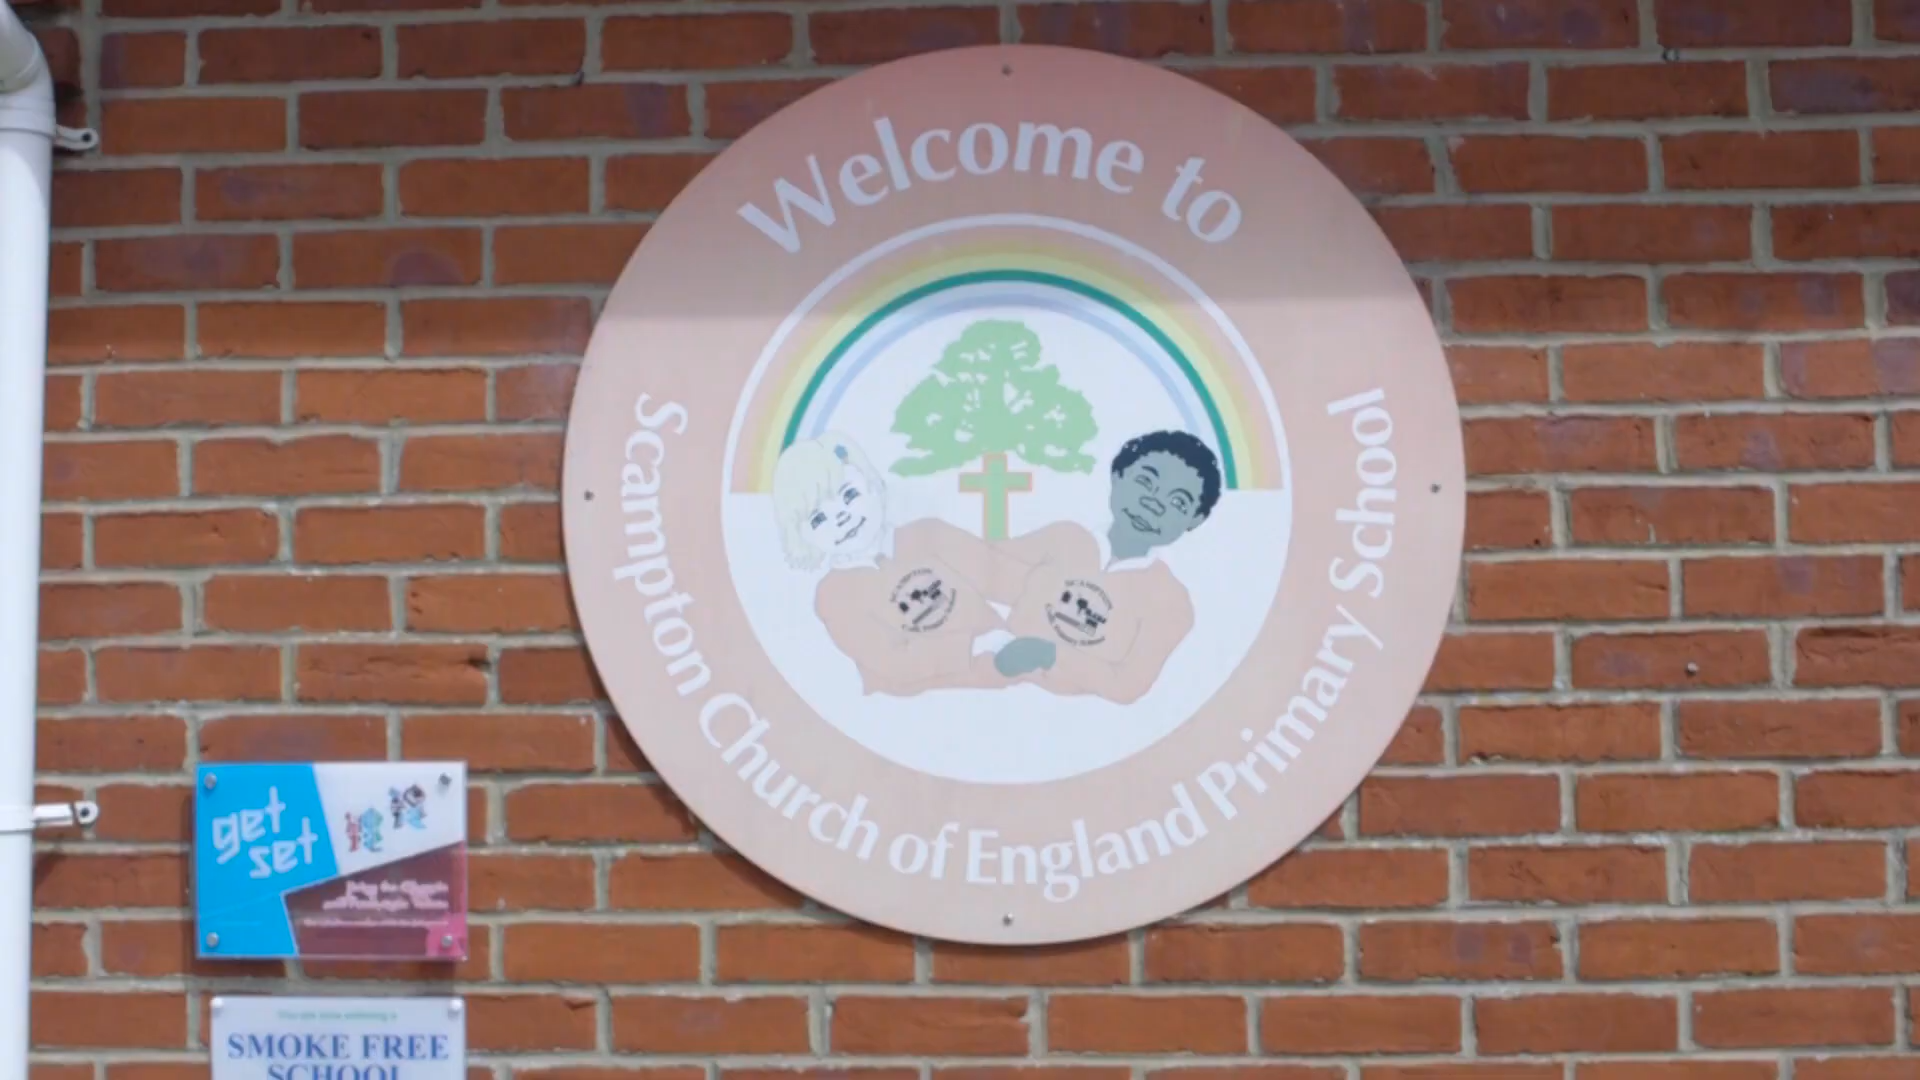 Welcome to
Scampton Church of England Primary School
get
set
SMOKE FREE
SCHOOL